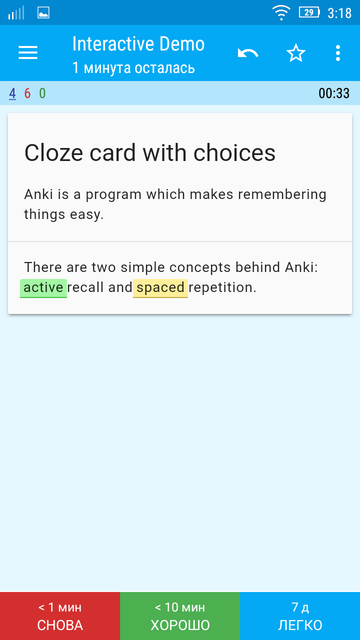 29 3:18
Interactive Demo
1 минута осталась
4 6 0 00:33
Cloze card with choices
Anki is a program which makes remembering
things easy.
There are two simple concepts behind Anki:
active recall and spaced repetition.
< 1 мин < 10 мин 7 д
СНОВА ХОРОШО ЛЕГКО